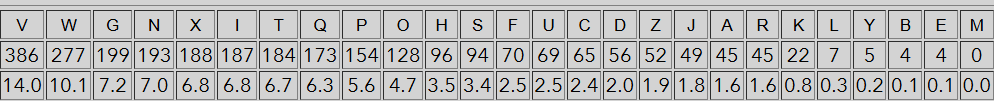 V W G N X I T Q P O H S F U C D Z J A R K L Y B E M
386 277 199 193 188 187 184 173 154 128 96 94 70 69 65 56 52 49 45 45 22 7 5 4 4 0
14.0 10.1 7.2 7.0 6.8 6.8 6.7 6.3 5.6 4.7 3.5 3.4 2.5 2.5 2.4 2.0 1.9 1.8 1.6 1.6 0.8 0.3 0.2 0.1 0.1 0.0